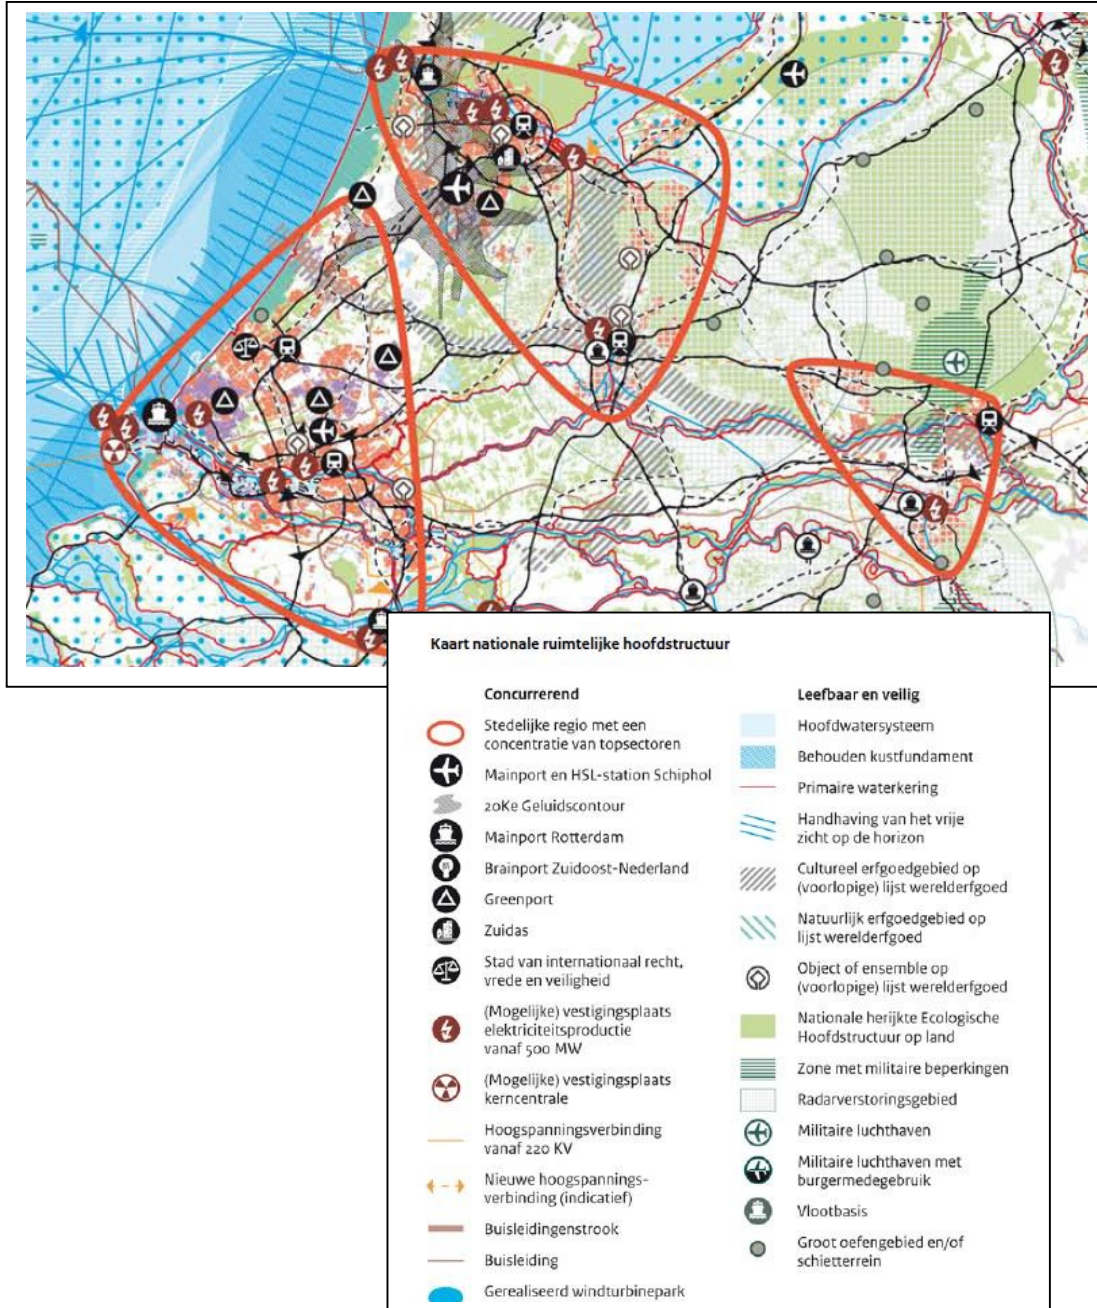 Kaart nationale ruimtelijke hoofdstructuur
Concurrerend
Stedelijke regio met een
concentratie van topsectoren
Mainport en HSL-station Schiphol
20Ke Geluidscontour
Mainport Rotterdam
Brainport Zuidoost-Nederland
Greenport
Zuidas
Stad van internationaal recht,
vrede en veiligheid
(Mogelijke) vestigingsplaats
elektriciteitsproductie
vanaf 500 MW
(Mogelijke) vestigingsplaats
kerncentrale
Hoogspanningsverbinding
vanaf 220 KV
Nieuwe hoogspannings-
verbinding (indicatief)
Buisleidingenstrook
Buisleiding
Gerealiseerd windturbinepark
Leefbaar en veilig
Hoofdwatersysteem
Behouden kustfundament
Primaire waterkering
Handhaving van het vrije
zicht op de horizon
Cultureel erfgoedgebied op
(voorlopige) lijst werelderfgoed
Natuurlijk erfgoedgebied op
lijst werelderfgoed
Object of ensemble op
(voorlopige) lijst werelderfgoed
Nationale herijkte Ecologische
Hoofdstructuur op land
Zone met militaire beperkingen
Radarverstoringsgebied
Militaire luchthaven
Militaire luchthaven met
burgermedegebruik
Vlootbasis
Groot oefengebied en/of
schietterrein